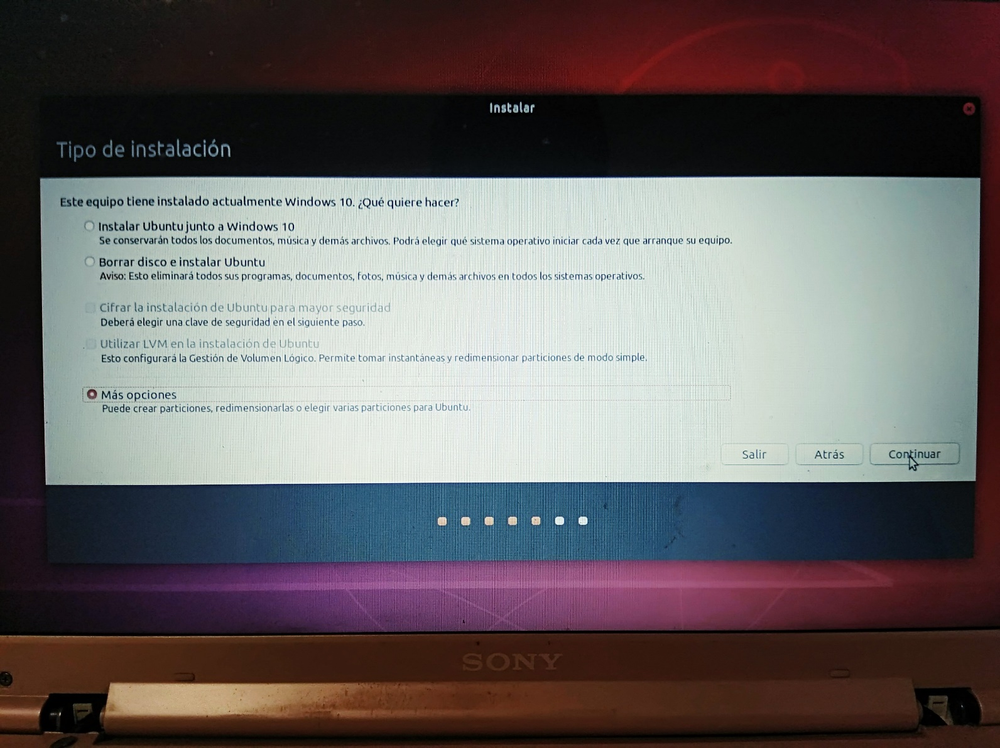 Instalar
Tipo de instalación
Este equipo tiene instalado actualmente Windows 10. ¿Qué quiere hacer?
Instalar Ubuntu junto a Windows 10
Se conservarán todos los documentos, música y demás archivos. Podrá elegir qué sistema operativo iniciar cada vez que arranque su equipo.
Borrar disco e instalar Ubuntu
Aviso: Esto eliminará todos sus programas, documentos, fotos, música y demás archivos en todos los sistemas operativos.
Cifrar la instalación de Ubuntu para mayor seguridad
Deberá elegir una clave de seguridad en el siguiente paso.
Utilizar LVM en la instalación de Ubuntu
Esto configurará la Gestión de Volumen Lógico. Permite tomar instantáneas y redimensionar particiones de modo simple.
Más opciones
Puede crear particiones, redimensionarlas o elegir varias particiones para Ubuntu.
Salir Atrás Continuar
SONY